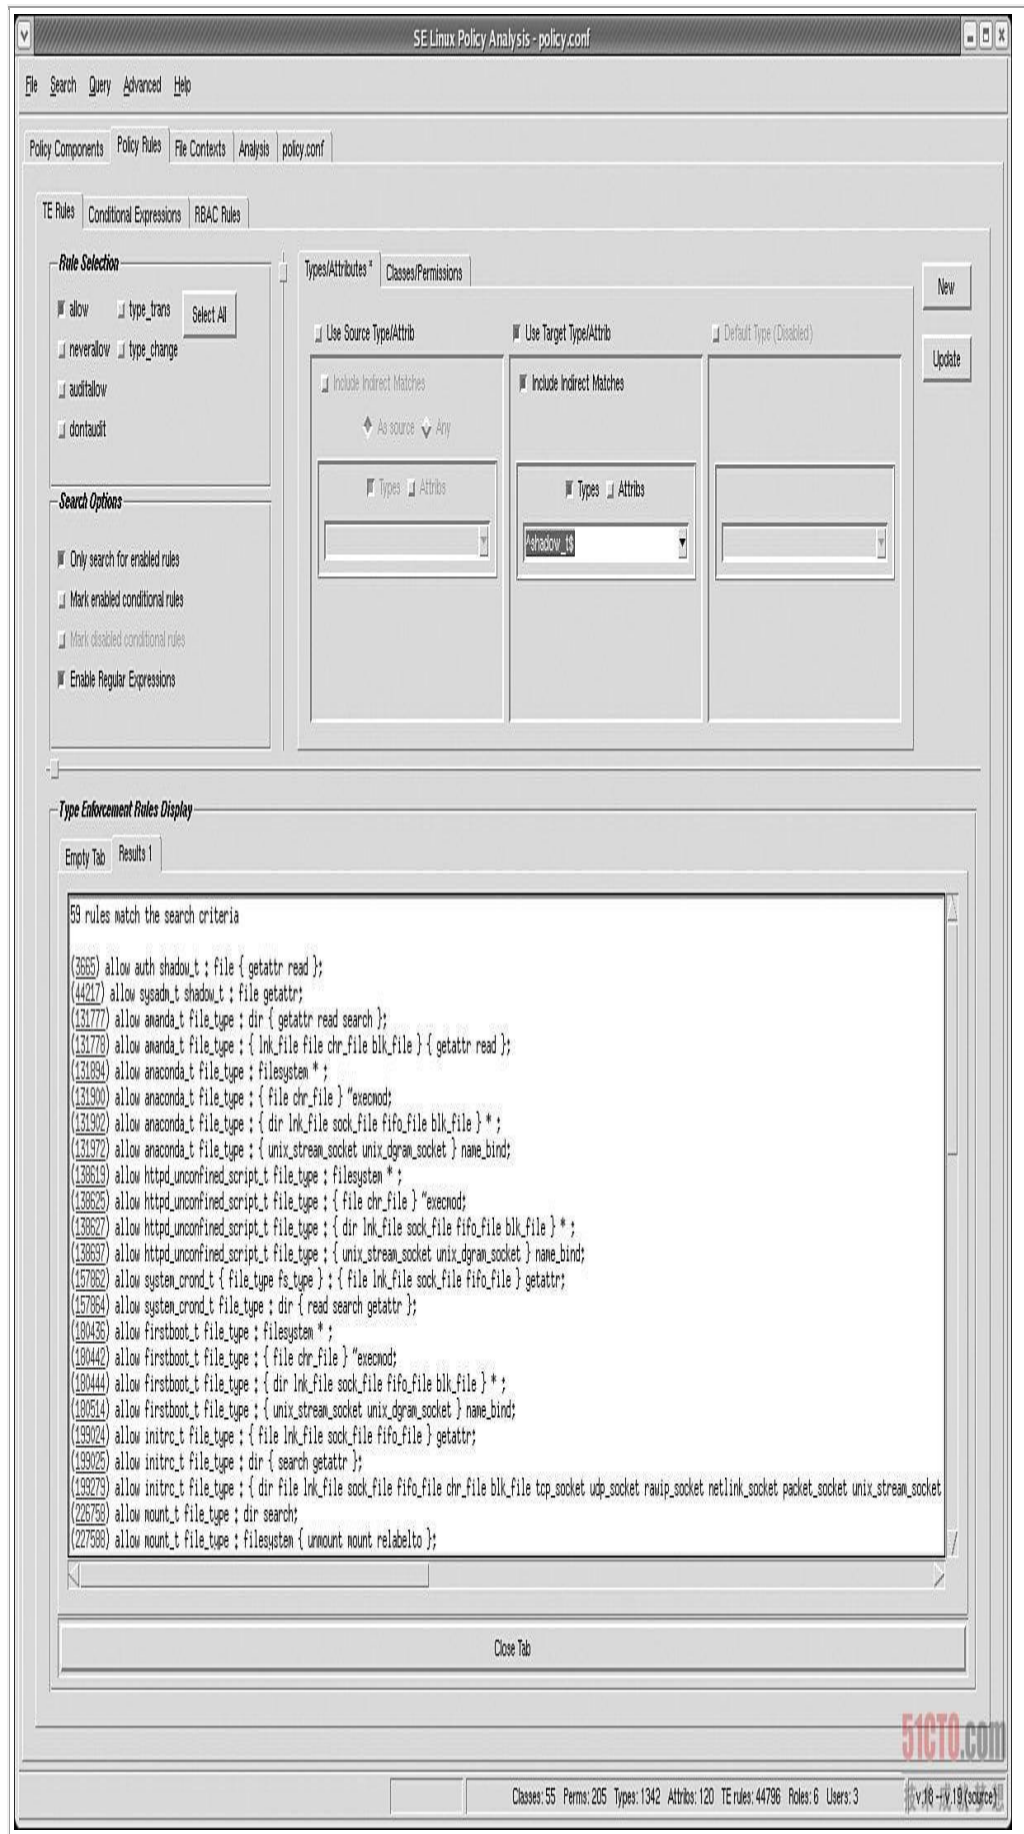 SE Linux Policy Analysis - policy.conf
File Search Query Advanced Help
Policy Components Policy Rules File Contexts Analysis policy.conf
TE Rules Conditional Expressions RBAC Rules
Rule Selection
allow type_trans Select All
neverallow type_change
auditallow
dontaudit
Search Options
Only search for enabled rules
Mark enabled conditional rules
Mark disabled conditional rules
Enable Regular Expressions
Types/Attributes * Classes/Permissions
Use Source Type/Attrib Use Target Type/Attrib Default Type (Disabled)
Include Indirect Matches Include Indirect Matches
As source Any
Types Attribs Types Attribs
^shadow_t$
New
Update
Type Enforcement Rules Display
Empty Tab Results 1
59 rules match the search criteria
(3665) allow auth shadow_t : file { getattr read };
(44217) allow sysadm_t shadow_t : file getattr;
(131777) allow amanda_t file_type : dir { getattr read search };
(131778) allow amanda_t file_type : { lnk_file file chr_file blk_file } { getattr read };
(131894) allow anaconda_t file_type : filesystem * ;
(131900) allow anaconda_t file_type : { file chr_file } ~execmod;
(131902) allow anaconda_t file_type : { dir lnk_file sock_file fifo_file blk_file } * ;
(131972) allow anaconda_t file_type : { unix_stream_socket unix_dgram_socket } name_bind;
(138619) allow httpd_unconfined_script_t file_type : filesystem * ;
(138625) allow httpd_unconfined_script_t file_type : { file chr_file } ~execmod;
(138627) allow httpd_unconfined_script_t file_type : { dir lnk_file sock_file fifo_file blk_file } * ;
(138697) allow httpd_unconfined_script_t file_type : { unix_stream_socket unix_dgram_socket } name_bind;
(157862) allow system_crond_t { file_type fs_type } : { file lnk_file sock_file fifo_file } getattr;
(157864) allow system_crond_t file_type : dir { read search getattr };
(180436) allow firstboot_t file_type : filesystem * ;
(180442) allow firstboot_t file_type : { file chr_file } ~execmod;
(180444) allow firstboot_t file_type : { dir lnk_file sock_file fifo_file blk_file } * ;
(180514) allow firstboot_t file_type : { unix_stream_socket unix_dgram_socket } name_bind;
(199024) allow initrc_t file_type : { file lnk_file sock_file fifo_file } getattr;
(199025) allow initrc_t file_type : dir { search getattr };
(199279) allow initrc_t file_type : { dir file lnk_file sock_file fifo_file chr_file blk_file tcp_socket udp_socket rawip_socket netlink_socket packet_socket unix_stream_socket
(226758) allow mount_t file_type : dir search;
(227588) allow mount_t file_type : filesystem { unmount mount relabelto };
Close Tab
51CTO.com
技术成就梦想
Classes: 55 Perms: 205 Types: 1342 Attribs: 120 TE rules: 44796 Roles: 6 Users: 3 v.18 -- v.19 (source)